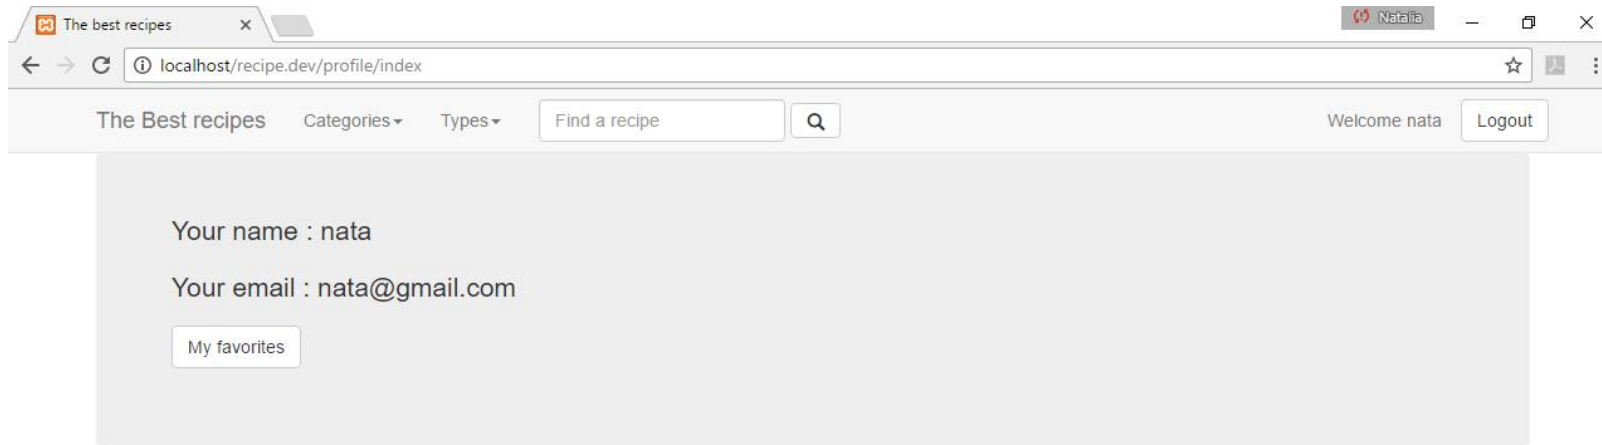 The best recipes
Natalia
localhost/recipe.dev/profile/index
The Best recipes Categories Types Find a recipe Welcome nata Logout
Your name : nata
Your email : nata@gmail.com
My favorites